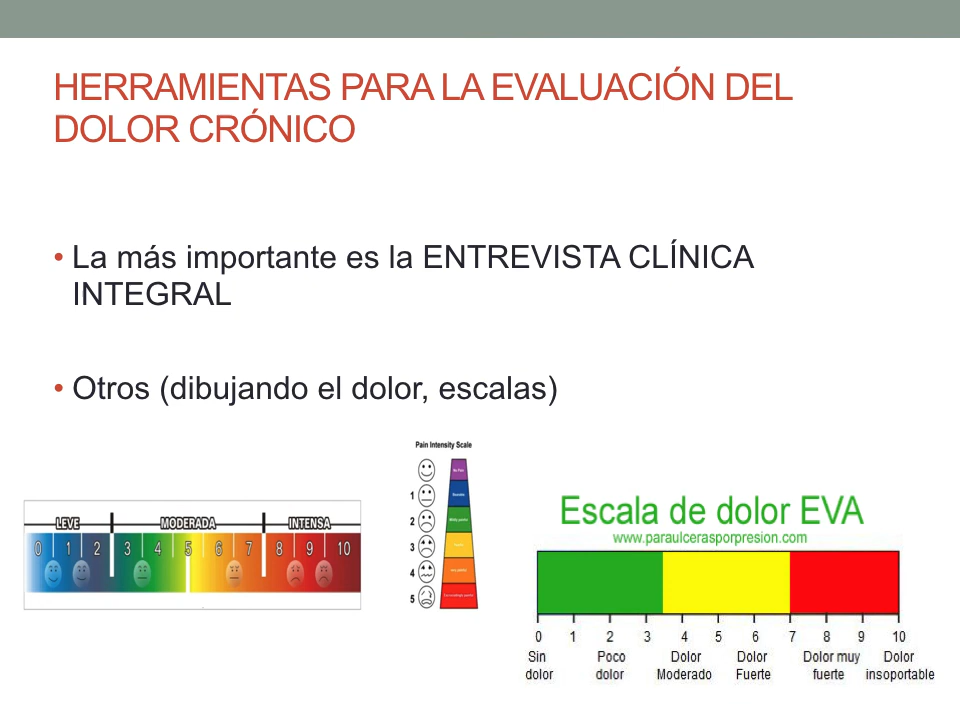 HERRAMIENTAS PARA LA EVALUACIÓN DEL
DOLOR CRÓNICO
• La más importante es la ENTREVISTA CLÍNICA
INTEGRAL
• Otros (dibujando el dolor, escalas)
LEVE MODERADA INTENSA
0 1 2 3 4 5 6 7 8 9 10
Pain Intensity Scale
No Pain
1
2
3
4
5
Escala de dolor EVA
www.paraulcerasporpresion.com
0 1 2 3 4 5 6 7 8 9 10
Sin Poco Dolor Dolor Dolor muy Dolor
dolor dolor Moderado Fuerte fuerte insoportable